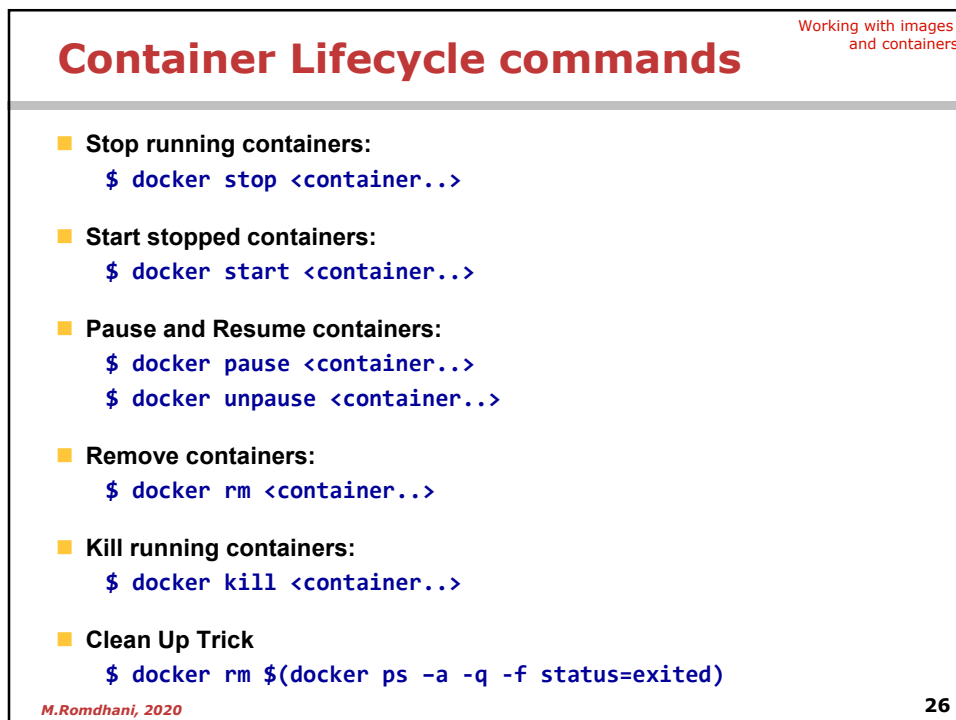 Working with images
and containers
Container Lifecycle commands
Stop running containers:
$ docker stop <container..>
Start stopped containers:
$ docker start <container..>
Pause and Resume containers:
$ docker pause <container..>
$ docker unpause <container..>
Remove containers:
$ docker rm <container..>
Kill running containers:
$ docker kill <container..>
Clean Up Trick
$ docker rm $(docker ps –a -q -f status=exited)
M.Romdhani, 2020
26